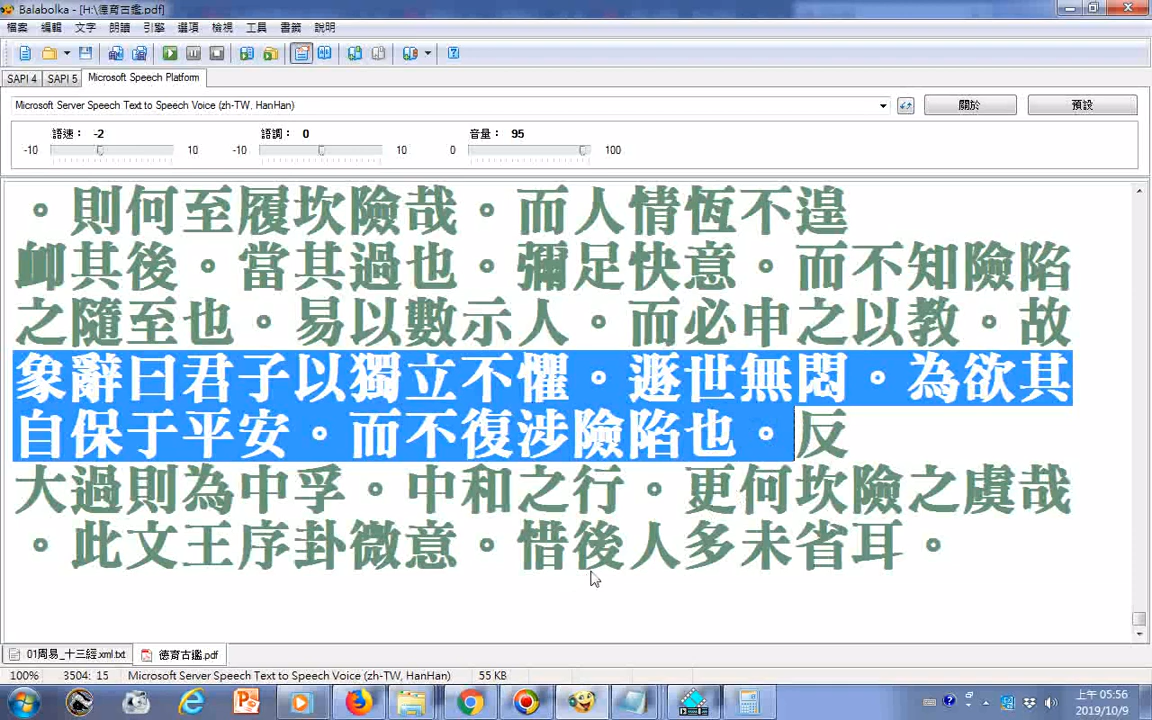 Balabolka - [H:\德育古鑑.pdf]
檔案 編輯 文字 朗讀 引擎 選項 檢視 工具 書籤 說明
SAPI 4 SAPI 5 Microsoft Speech Platform
Microsoft Server Speech Text to Speech Voice (zh-TW, HanHan) 關於 預設
語速： -2 語調： 0 音量： 95
-10 10 -10 10 0 100
。則何至履坎險哉。而人情恆不遑
卹其後。當其過也。彌足快意。而不知險陷
之隨至也。易以數示人。而必申之以教。故
象辭曰君子以獨立不懼。遯世無悶。為欲其
自保于平安。而不復涉險陷也。反
大過則為中孚。中和之行。更何坎險之虞哉
。此文王序卦微意。惜後人多未省耳。
01周易_十三經.xml.txt 德育古鑑.pdf
100% 3504: 15 Microsoft Server Speech Text to Speech Voice (zh-TW, HanHan) 55 KB
上午 05:56
2019/10/9